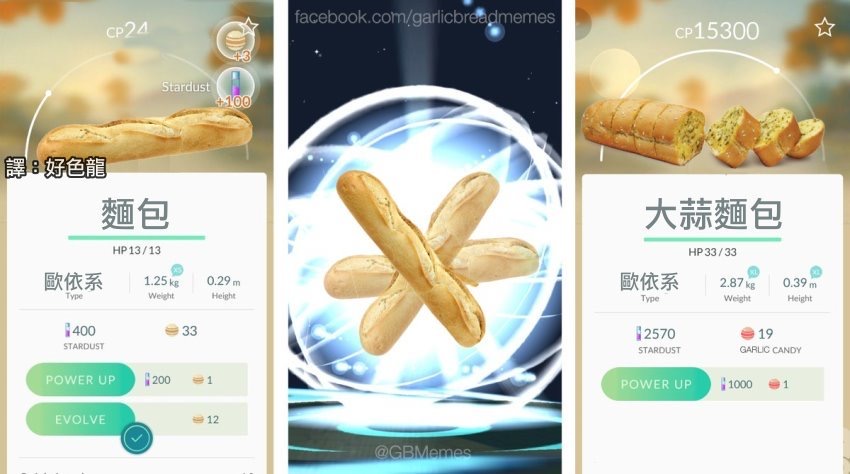 CP24
+3
Stardust
+100
譯：好色龍
麵包
HP 13 / 13
歐依系
Type
XS
1.25 kg
Weight
0.29 m
Height
400
STARDUST
33
POWER UP
200
1
EVOLVE
12
facebook.com/garlicbreadmemes
@GBMemes
CP15300
大蒜麵包
HP 33 / 33
歐依系
Type
XL
2.87 kg
Weight
XL
0.39 m
Height
2570
STARDUST
19
GARLIC CANDY
POWER UP
1000
1